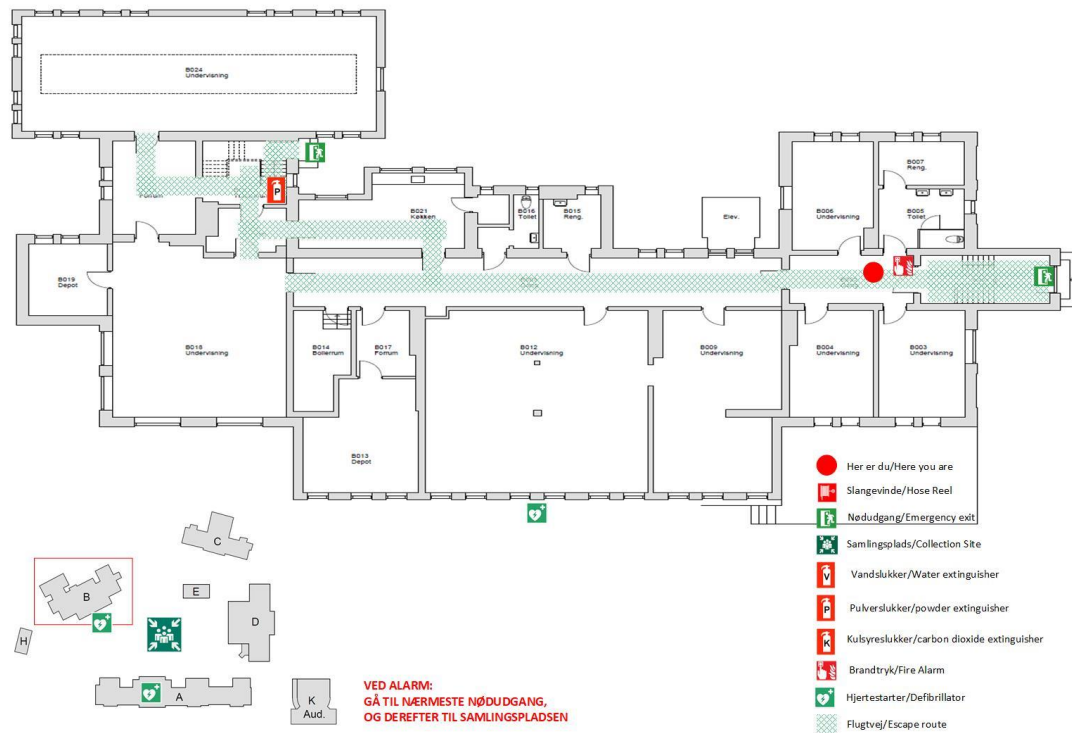 B024
Undervisning
Forrum
B007
Reng.
B006
Undervisning
B005
Toilet
B021
Køkken
B016
Toilet
B015
Reng.
Elev.
P
B019
Depot
B018
Undervisning
B014
Boilerrum
B017
Forrum
B012
Undervisning
B009
Undervisning
B004
Undervisning
B003
Undervisning
B013
Depot
Her er du/Here you are
Slangevinde/Hose Reel
Nødudgang/Emergency exit
Samlingsplads/Collection Site
V
Vandslukker/Water extinguisher
P
Pulverslukker/powder extinguisher
K
Kulsyreslukker/carbon dioxide extinguisher
Brandtryk/Fire Alarm
Hjertestarter/Defibrillator
Flugtvej/Escape route
C
B
E
D
H
A
K
Aud.
VED ALARM:
GÅ TIL NÆRMESTE NØDUDGANG,
OG DEREFTER TIL SAMLINGSPLADSEN